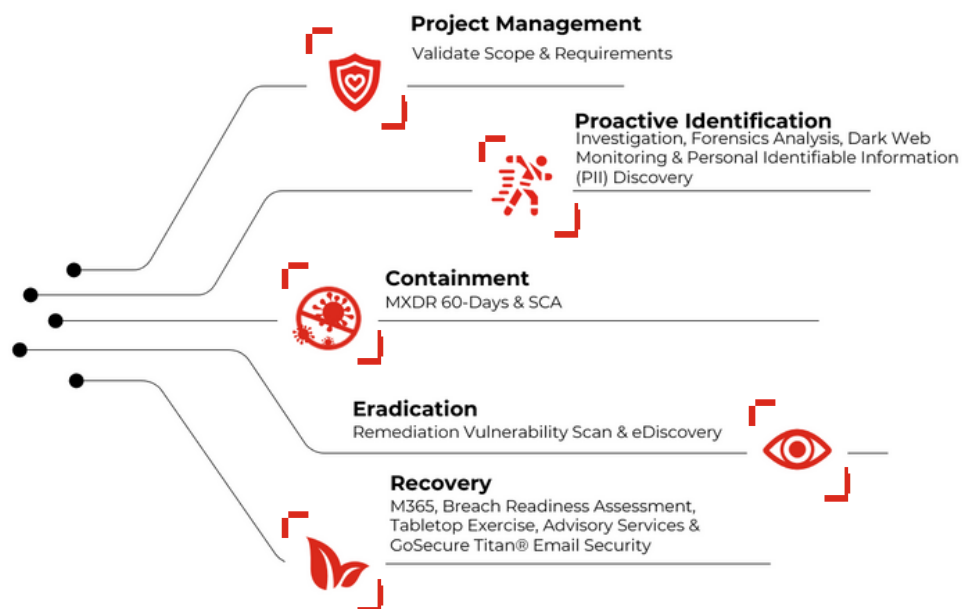 Project Management
Validate Scope & Requirements
Proactive Identification
Investigation, Forensics Analysis, Dark Web
Monitoring & Personal Identifiable Information
(PII) Discovery
Containment
MXDR 60-Days & SCA
Eradication
Remediation Vulnerability Scan & eDiscovery
Recovery
M365, Breach Readiness Assessment,
Tabletop Exercise, Advisory Services &
GoSecure Titan® Email Security